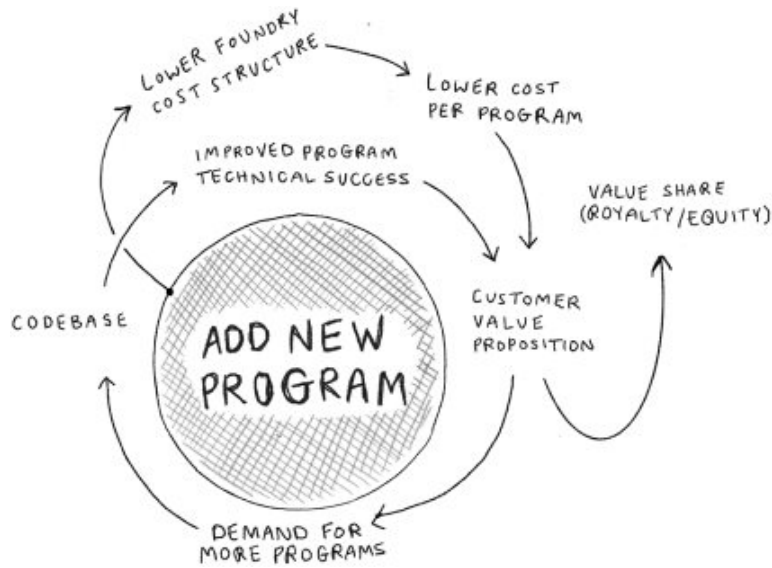 LOWER FOUNDRY
COST STRUCTURE
LOWER COST
PER PROGRAM
IMPROVED PROGRAM
TECHNICAL SUCCESS
VALUE SHARE
(ROYALTY/EQUITY)
CODEBASE
ADD NEW
PROGRAM
CUSTOMER
VALUE
PROPOSITION
DEMAND FOR
MORE PROGRAMS